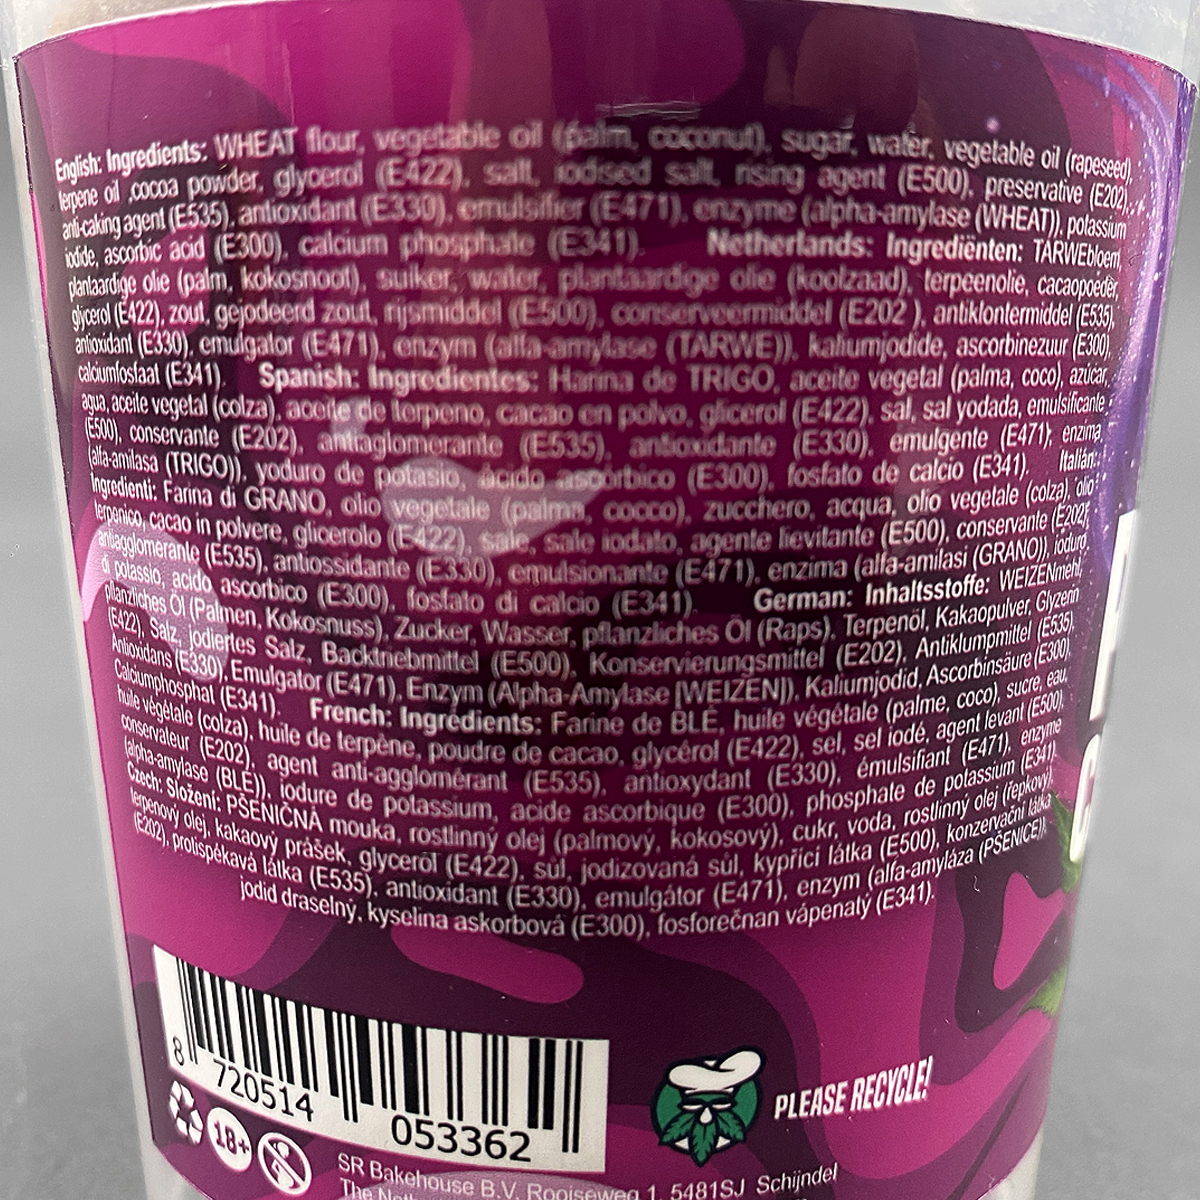 English: Ingredients: WHEAT flour, vegetable oil (palm, coconut), sugar, water, vegetable oil (rapeseed),
terpene oil ,cocoa powder, glycerol (E422), salt, iodised salt, rising agent (E500), preservative (E202),
anti-caking agent (E535), antioxidant (E330), emulsifier (E471), enzyme (alpha-amylase (WHEAT)), potassium
iodide, ascorbic acid (E300), calcium phosphate (E341). Netherlands: Ingrediënten: TARWEbloem,
plantaardige olie (palm, kokosnoot), suiker, water, plantaardige olie (koolzaad), terpeenolie, cacaopoeder,
glycerol (E422), zout, gejodeerd zout, rijsmiddel (E500), conserveermiddel (E202 ), antiklontermiddel (E535),
antioxidant (E330), emulgator (E471), enzym (alfa-amylase (TARWE)), kaliumjodide, ascorbinezuur (E300),
calciumfosfaat (E341). Spanish: Ingredientes: Harina de TRIGO, aceite vegetal (palma, coco), azúcar,
agua, aceite vegetal (colza), aceite de terpeno, cacao en polvo, glicerol (E422), sal, sal yodada, emulsificante
(E500), conservante (E202), antiaglomerante (E535), antioxidante (E330), emulgente (E471), enzima
(alfa-amilasa (TRIGO)), yoduro de potasio, ácido ascorbico (E300), fosfato de calcio (E341). Italian:
Ingredienti: Farina di GRANO, olio vegetale (palma, cocco), zucchero, acqua, olio vegetale (colza), olio
terpenico, cacao in polvere, glicerolo (E422), sale, sale iodato, agente lievitante (E500), conservante (E202),
antiagglomerante (E535), antiossidante (E330), emulsionante (E471), enzima (alfa-amilasi (GRANO)), ioduro
di potassio, acido ascorbico (E300), fosfato di calcio (E341) German: Inhaltsstoffe: WEIZENmehl,
pflanzliches Öl (Palmen, Kokosnuss), Zucker, Wasser, pflanzliches Öl (Raps), Terpenöl, Kakaopulver, Glyzerin
(E422), Salz, jodiertes Salz, Backtriebmittel (E500), Konservierungsmittel (E202), Antiklumpmittel (E535),
Antioxidans (E330), Emulgator (E471), Enzym (Alpha-Amylase [WEIZEN]), Kaliumjodid, Ascorbinsäure (E300),
Calciumphosphat (E341). French: Ingrédients: Farine de BLÉ, huile végétale (palme, coco), sucre, eau,
huile végétale (colza), huile de terpène, poudre de cacao, glycérol (E422), sel, sel iodé, agent levant (E500),
conservateur (E202), agent anti-agglomérant (E535), antioxydant (E330), émulsifiant (E471), enzyme
(alpha-amylase (BLÉ)), iodure de potassium, acide ascorbique (E300), phosphate de potassium (E341)
Czech: Složení: PŠENIČNÁ mouka, rostlinný olej (palmový, kokosový), cukr, voda, rostlinný olej (řepkový),
terpenový olej, kakaový prášek, glycerol (E422), sůl, jodizovaná sůl, kypřící látka (E500), konzervační látka
(E202), protispékavá látka (E535), antioxidant (E330), emulgátor (E471), enzym (alfa-amyláza (PŠENICE)),
jodid draselný, kyselina askorbová (E300), fosforečnan vápenatý (E341).
8 720514 053362
PLEASE RECYCLE!
18+
SR Bakehouse B.V. Rooiseweg 1, 5481SJ Schijndel
The